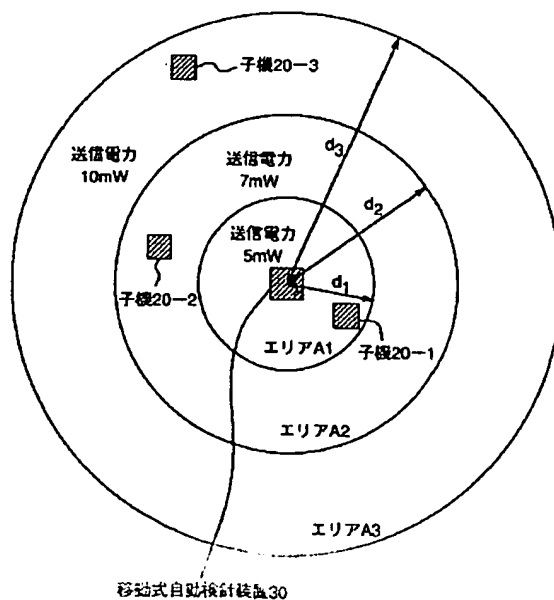 子機20-3
送信電力
10mW
送信電力
7mW
d3
d2
送信電力
5mW
子機20-2
d1
エリアA1
子機20-1
エリアA2
エリアA3
移動式自動検針装置30